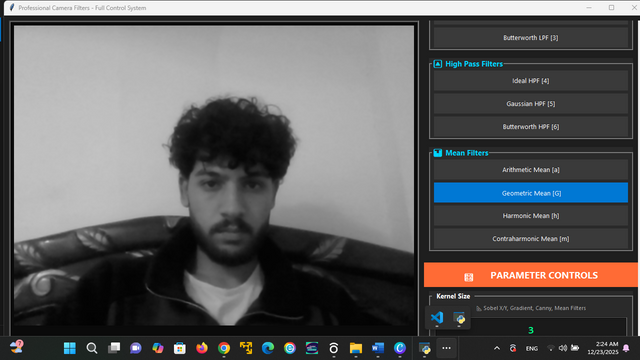 Professional Camera Filters - Full Control System
Butterworth LPF [3]
High Pass Filters
Ideal HPF [4]
Gaussian HPF [5]
Butterworth HPF [6]
Mean Filters
Arithmetic Mean [a]
Geometric Mean [G]
Harmonic Mean [h]
Contraharmonic Mean [m]
PARAMETER CONTROLS
Kernel Size
Sobel X/Y, Gradient, Canny, Mean Filters
3
ENG
2:24 AM
12/23/2025